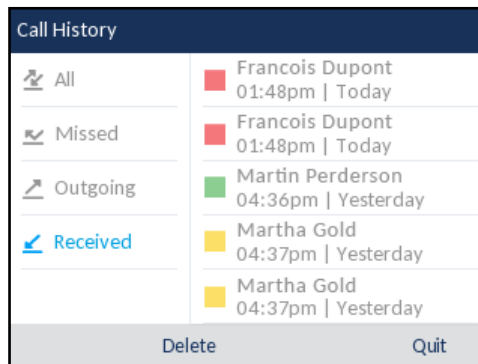 Call History
All
Missed
Outgoing
Received
Francois Dupont
01:48pm | Today
Francois Dupont
01:48pm | Today
Martin Perderson
04:36pm | Yesterday
Martha Gold
04:37pm | Yesterday
Martha Gold
04:37pm | Yesterday
Delete
Quit